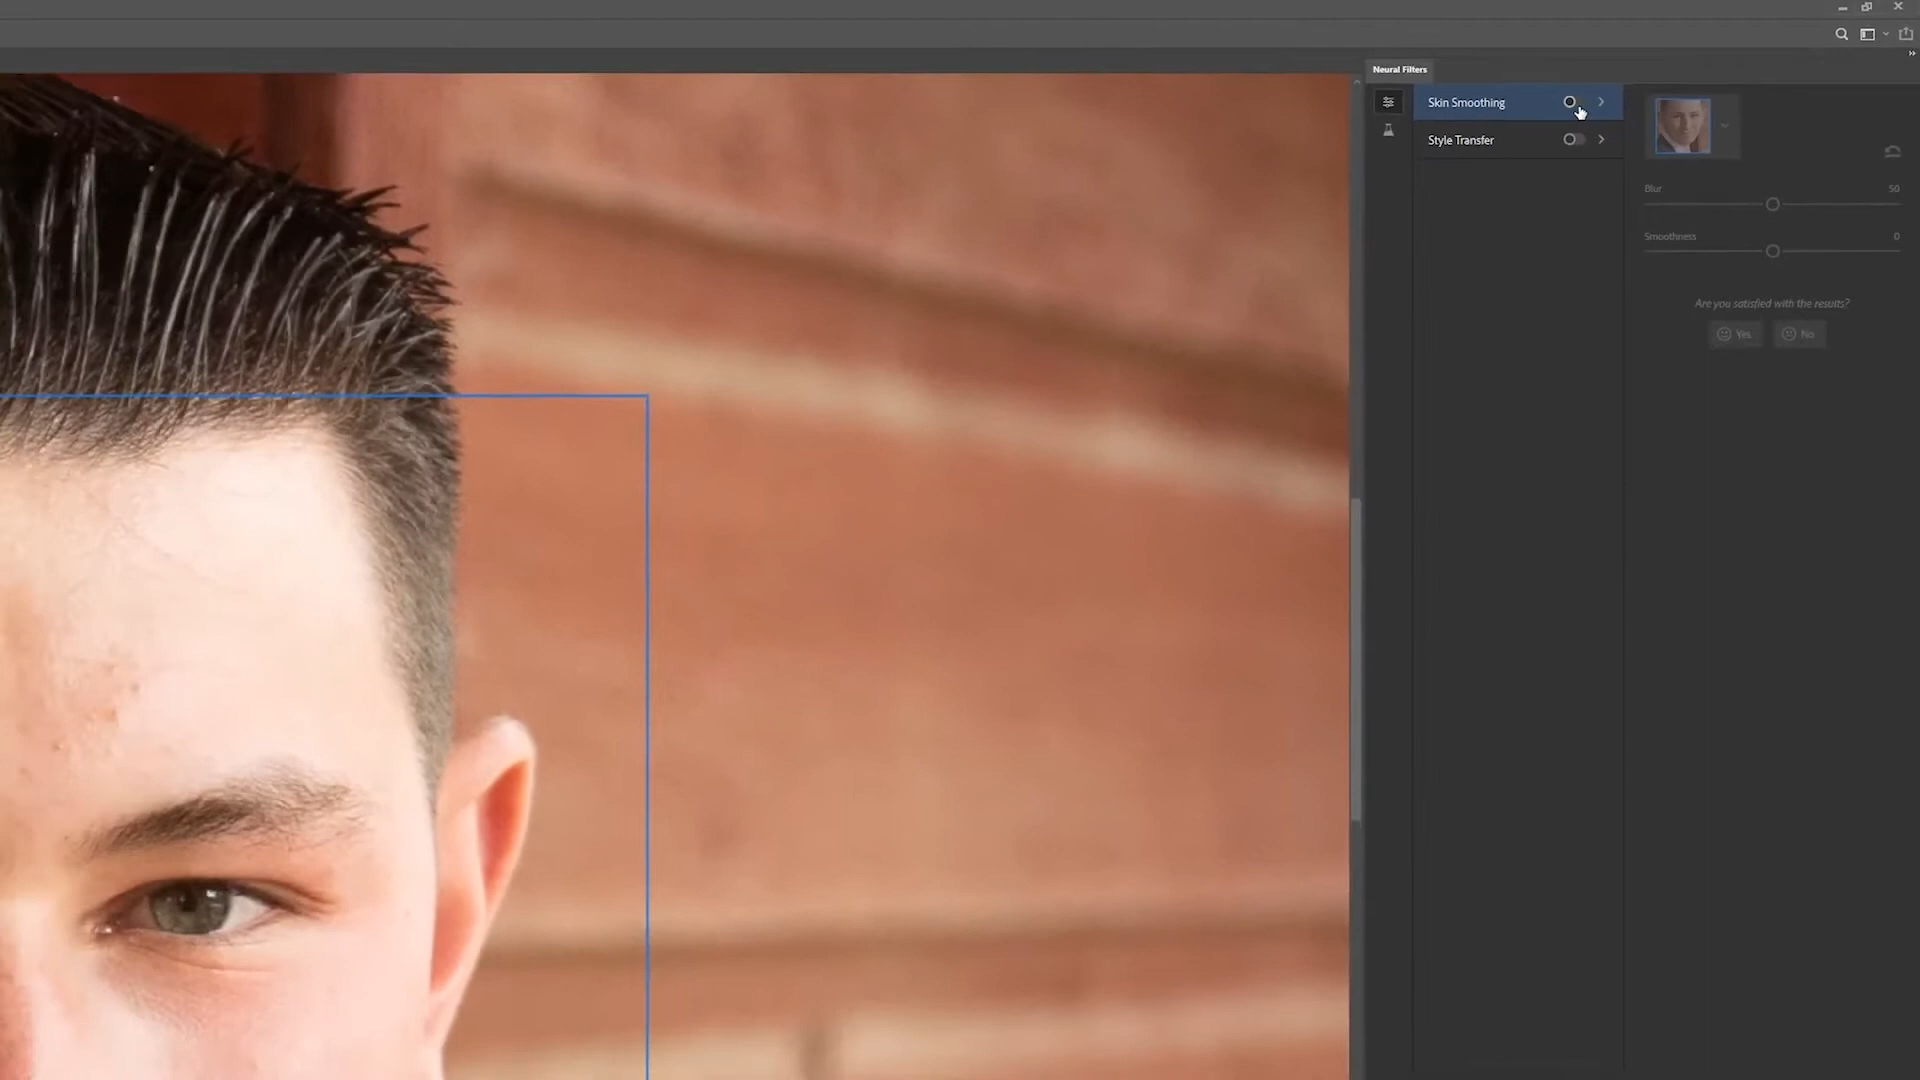 Neural Filters
Skin Smoothing
Style Transfer
Blur 50
Smoothness 0
Are you satisfied with the results?
Yes No